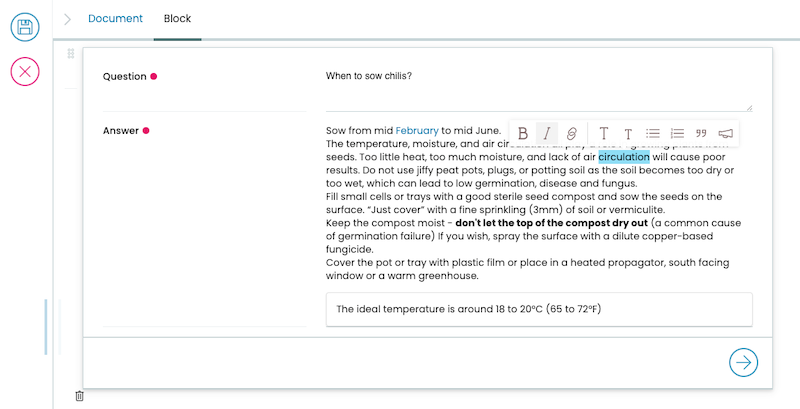 Document Block
Question
When to sow chilis?
Answer
Sow from mid February to mid June.
B I T T 99
The temperature, moisture, and air
seeds. Too little heat, too much moisture, and lack of air circulation will cause poor
results. Do not use jiffy peat pots, plugs, or potting soil as the soil becomes too dry or
too wet, which can lead to low germination, disease and fungus.
Fill small cells or trays with a good sterile seed compost and sow the seeds on the
surface. “Just cover” with a fine sprinkling (3mm) of soil or vermiculite.
Keep the compost moist - don't let the top of the compost dry out (a common cause
of germination failure) If you wish, spray the surface with a dilute copper-based
fungicide.
Cover the pot or tray with plastic film or place in a heated propagator, south facing
window or a warm greenhouse.
The ideal temperature is around 18 to 20°C (65 to 72°F)